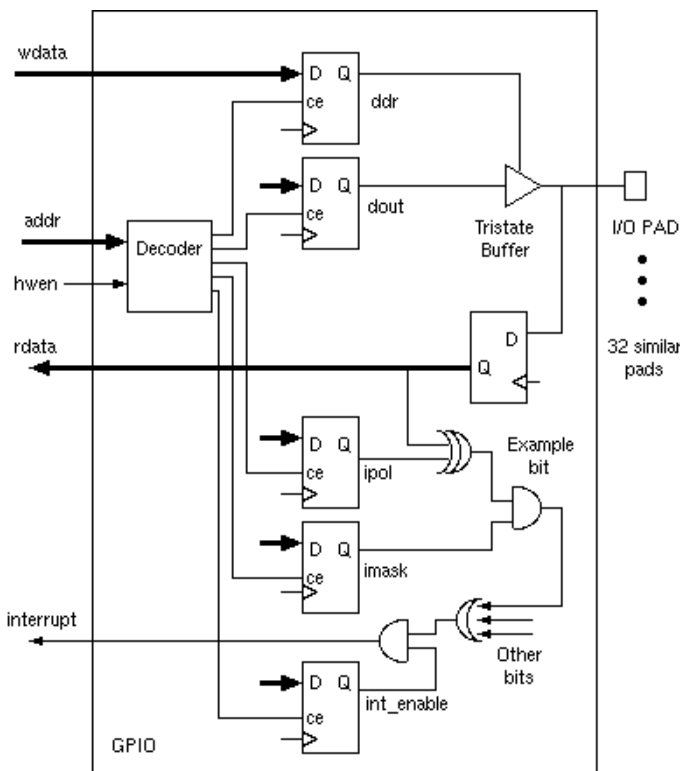 wdata
D Q
ce
ddr
D Q
ce
dout
Tristate
Buffer
I/O PAD
addr
Decoder
hwen
rdata
D
Q
32 similar
pads
D Q
ce
ipol
Example
bit
D Q
ce
imask
interrupt
Other
bits
D Q
ce
int_enable
GPIO